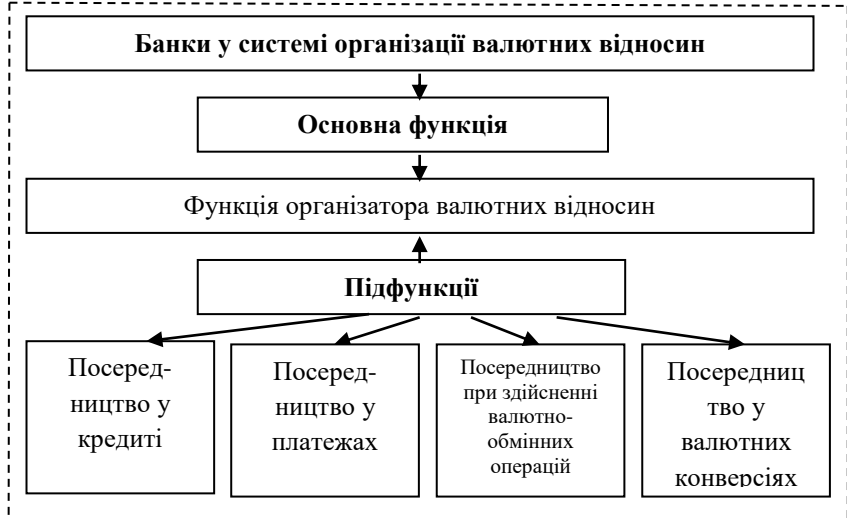 Банки у системі організації валютних відносин
Основна функція
Функція організатора валютних відносин
Підфункції
Посеред-
ництво у
кредиті
Посеред-
ництво у
платежах
Посередництво
при здійсненні
валютно-
обмінних
операцій
Посередниц
тво у
валютних
конверсіях